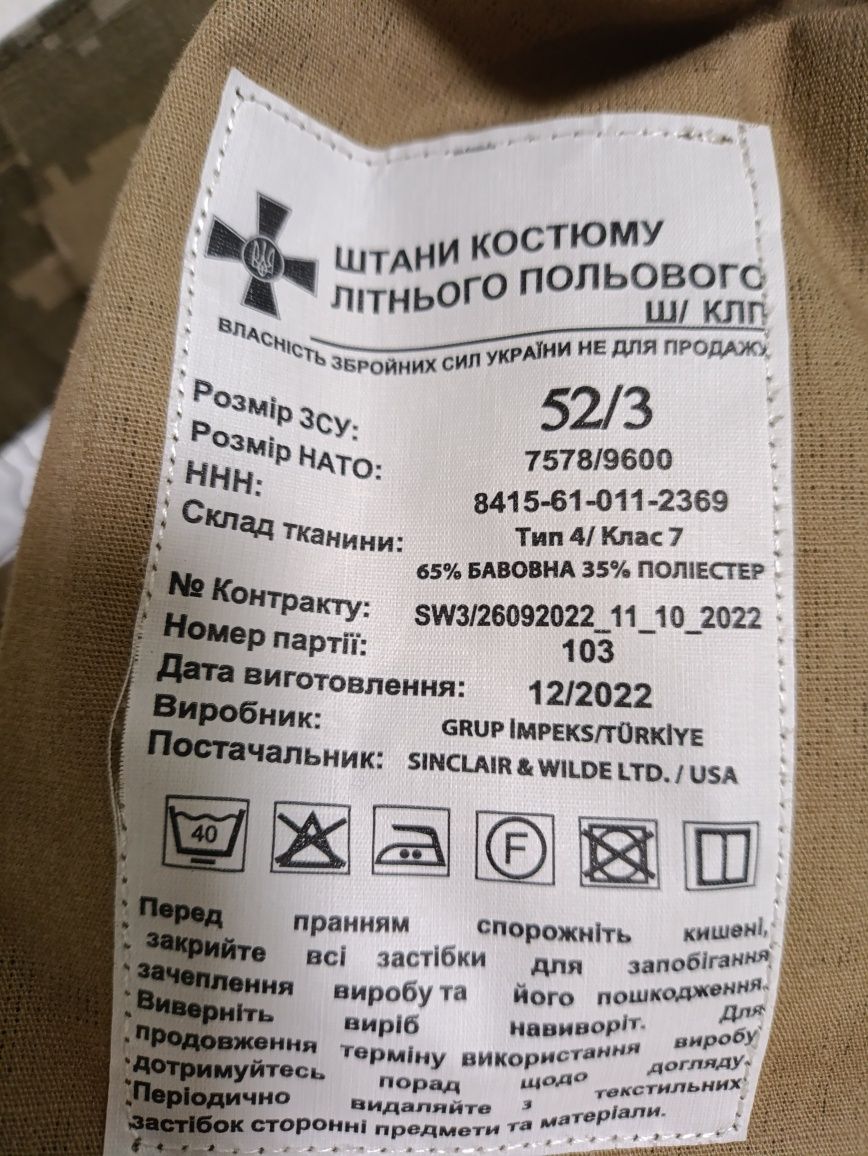 ШТАНИ КОСТЮМУ
ЛІТНЬОГО ПОЛЬОВОГО
Ш/ КЛП
ВЛАСНІСТЬ ЗБРОЙНИХ СИЛ УКРАЇНИ НЕ ДЛЯ ПРОДАЖУ
Розмір ЗСУ: 52/3
Розмір НАТО: 7578/9600
ННН: 8415-61-011-2369
Склад тканини: Тип 4/ Клас 7
65% БАВОВНА 35% ПОЛІЕСТЕР
№ Контракту: SW3/26092022_11_10_2022
Номер партії: 103
Дата виготовлення: 12/2022
Виробник: GRUP İMPEKS/TÜRKİYE
Постачальник: SINCLAIR & WILDE LTD. / USA
40 F
Перед пранням спорожніть кишені,
закрийте всі застібки для запобігання
зачеплення виробу та його пошкодження.
Виверніть виріб навиворіт. Для
продовження терміну використання виробу
дотримуйтесь порад щодо догляду.
Періодично видаляйте з текстильних
застібок сторонні предмети та матеріали.